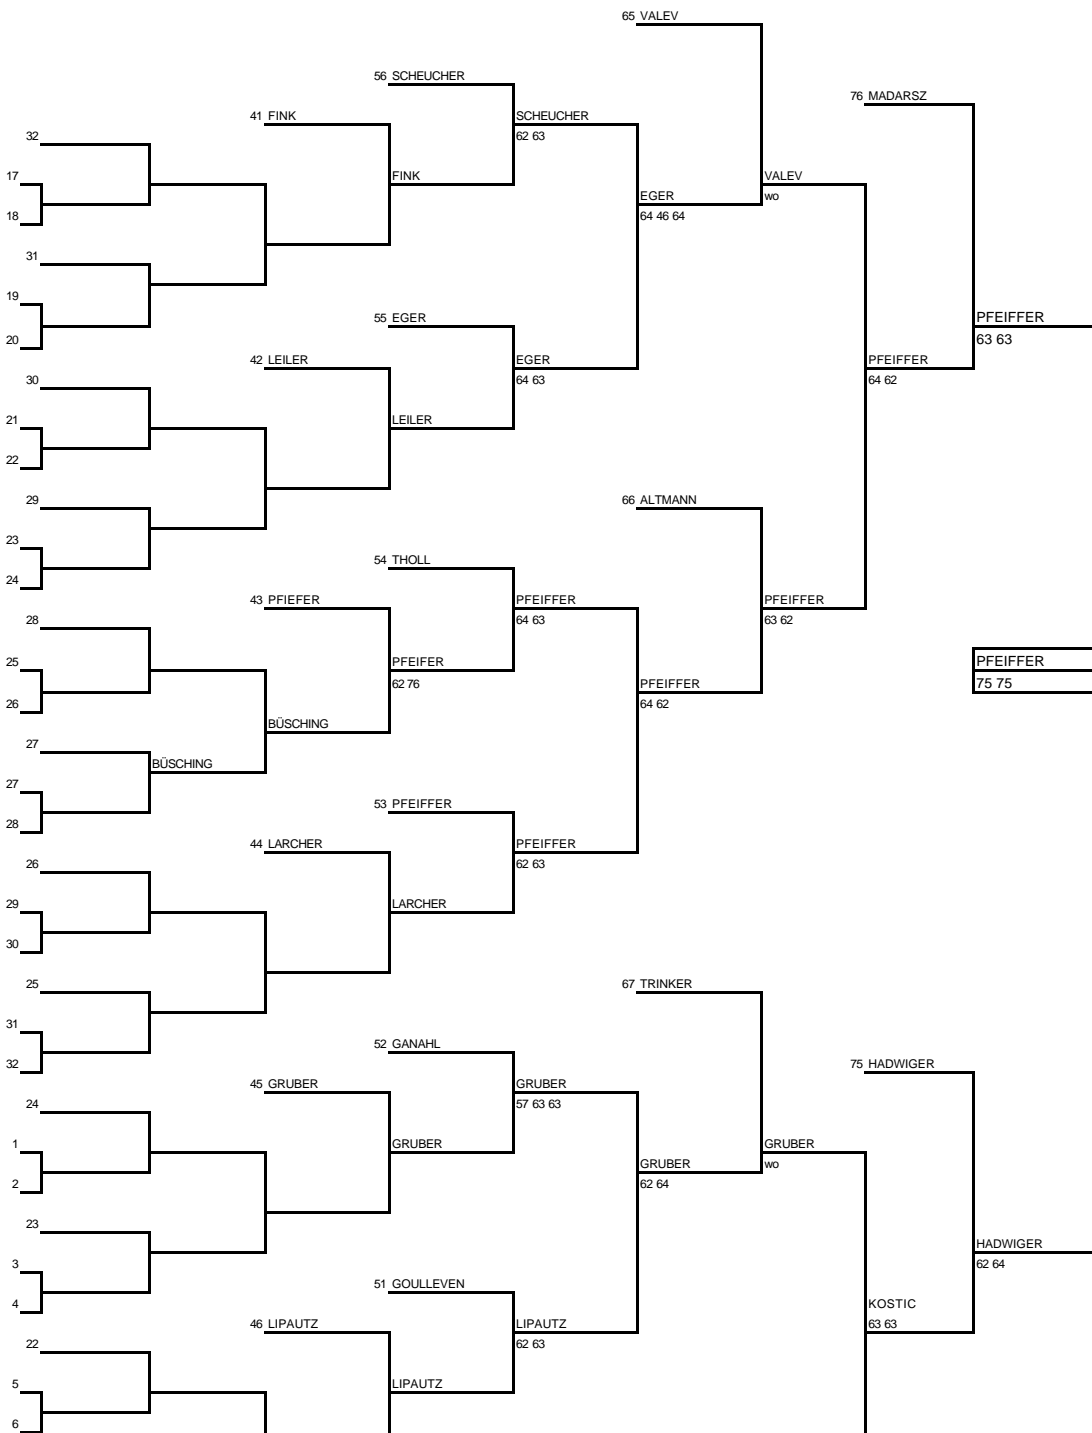 65 VALEV
56 SCHEUCHER
76 MADARSZ
41 FINK
SCHEUCHER
32
62 63
17
FINK
VALEV
EGER
wo
18
64 46 64
31
19
55 EGER
PFEIFFER
20
63 63
42 LEILER
EGER
PFEIFFER
30
64 63
64 62
21
LEILER
22
29
66 ALTMANN
23
54 THOLL
24
43 PFIEFER
PFEIFFER
PFEIFFER
28
64 63
63 62
25
PFEIFER
PFEIFFER
62 76
PFEIFFER
75 75
26
64 62
BÜSCHING
27
BÜSCHING
27
53 PFEIFFER
28
44 LARCHER
PFEIFFER
26
62 63
29
LARCHER
30
25
67 TRINKER
31
52 GANAHL
32
75 HADWIGER
45 GRUBER
GRUBER
24
57 63 63
1
GRUBER
GRUBER
GRUBER
wo
2
62 64
23
HADWIGER
3
62 64
51 GOULLEVEN
4
KOSTIC
46 LIPAUTZ
LIPAUTZ
63 63
22
62 63
5
LIPAUTZ
6